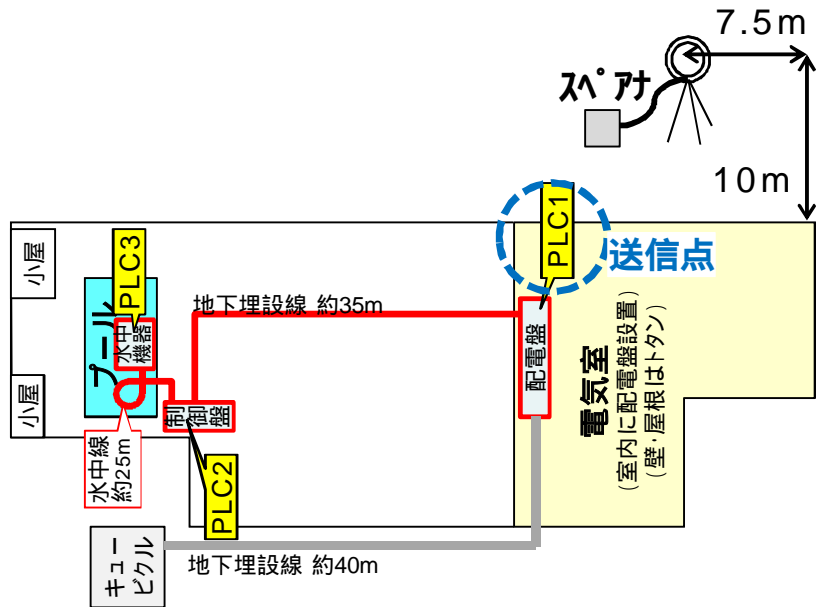 7.5m
スペアナ
10m
PLC1
送信点
小屋
PLC3
地下埋設線 約35m
プール
水中
機器
配電盤
電気室
(室内に配電盤設置)
(壁・屋根はトタン)
小屋
制御盤
水中線
約25m
PLC2
キュー
ビクル
地下埋設線 約40m